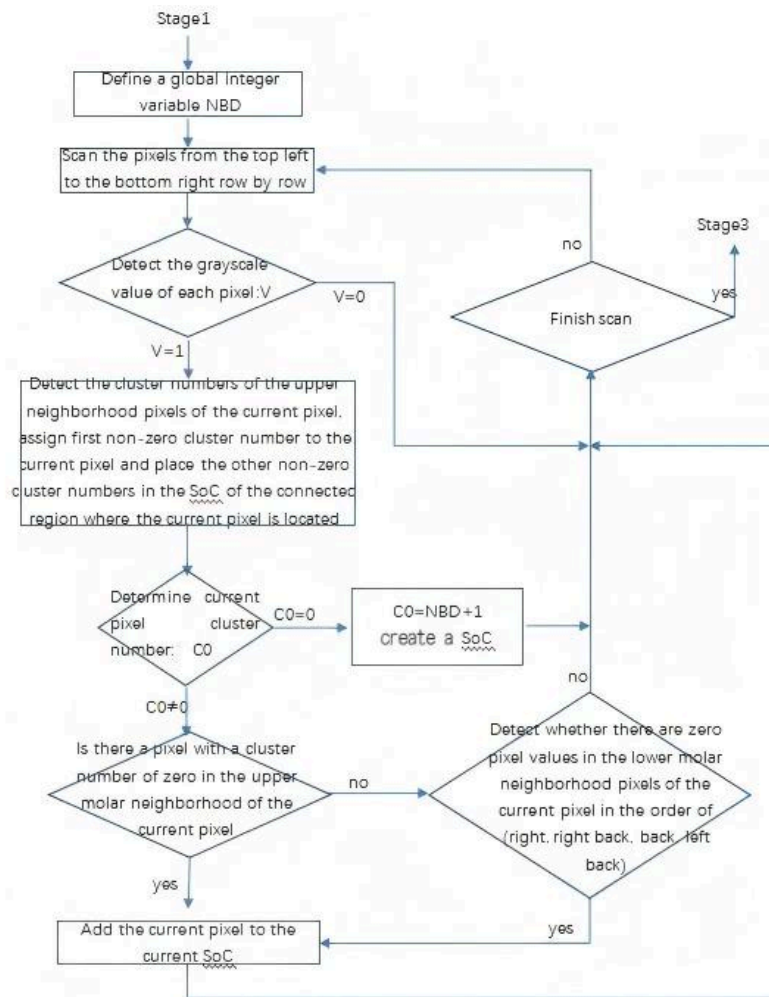 Stage1
Define a global integer
variable NBD
Scan the pixels from the top left
to the bottom right row by row
Stage3
no
Detect the grayscale
value of each pixel:V
V=0
yes
Finish scan
V=1
Detect the cluster numbers of the upper
neighborhood pixels of the current pixel,
assign first non-zero cluster number to the
current pixel and place the other non-zero
cluster numbers in the SoC of the connected
region where the current pixel is located
Determine current
pixel cluster
number: C0
C0=0
C0=NBD+1
create a SoC
no
C0≠0
Is there a pixel with a cluster
number of zero in the upper
molar neighborhood of the
current pixel
no
Detect whether there are zero
pixel values in the lower molar
neighborhood pixels of the
current pixel in the order of
(right, right back, back, left
back)
yes
yes
Add the current pixel to the
current SoC